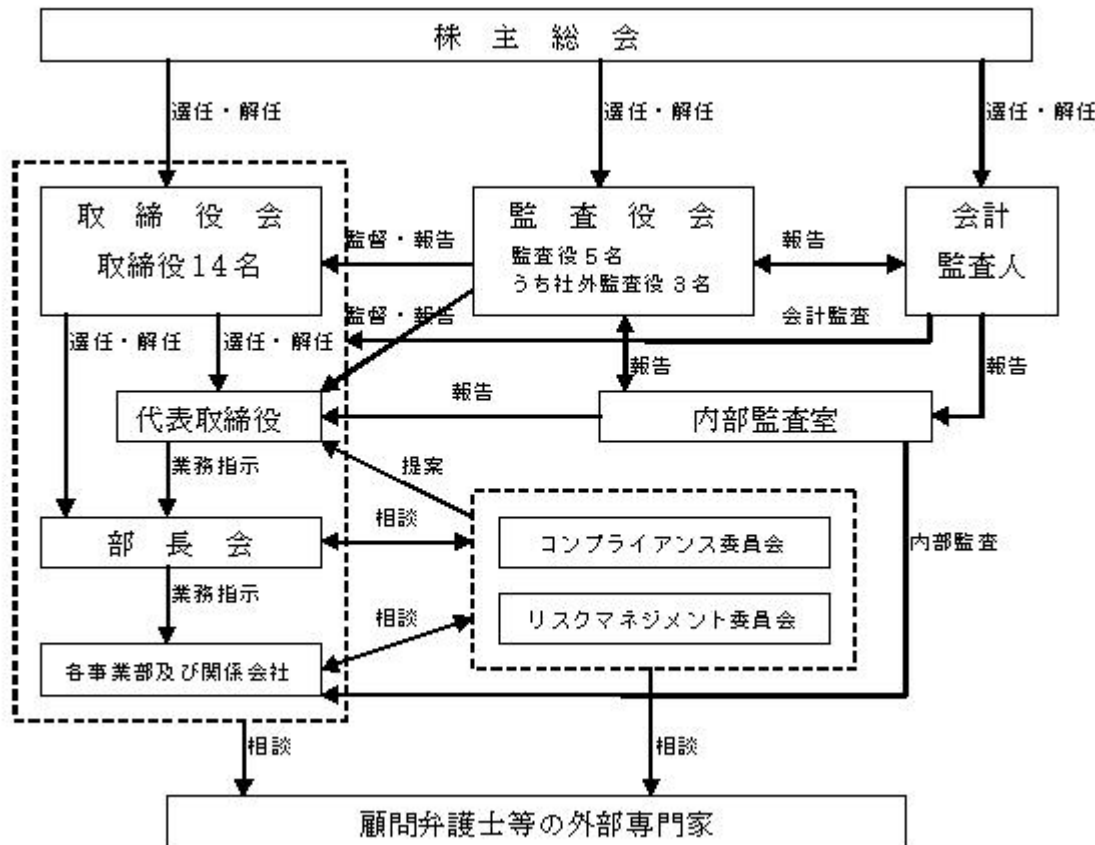 株主総会
選任・解任
選任・解任
選任・解任
取締役会
取締役14名
監督・報告
監査役会
監査役5名
うち社外監査役3名
報告
会計
監査人
監督・報告
会計監査
選任・解任
選任・解任
報告
報告
報告
代表取締役
内部監査室
業務指示
提案
相談
部長会
コンプライアンス委員会
内部監査
業務指示
相談
リスクマネジメント委員会
各事業部及び関係会社
相談
相談
顧問弁護士等の外部専門家